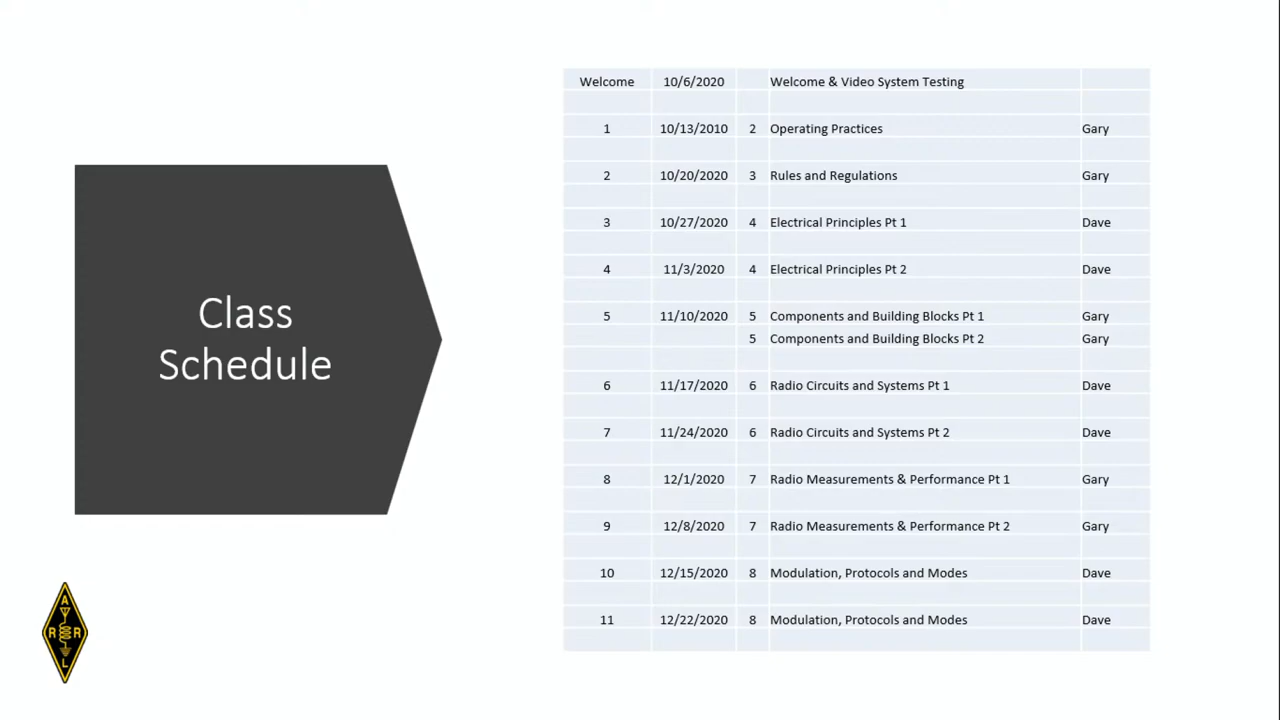 Class
Schedule
Welcome 10/6/2020 Welcome & Video System Testing
1 10/13/2010 2 Operating Practices Gary
2 10/20/2020 3 Rules and Regulations Gary
3 10/27/2020 4 Electrical Principles Pt 1 Dave
4 11/3/2020 4 Electrical Principles Pt 2 Dave
5 11/10/2020 5 Components and Building Blocks Pt 1 Gary
5 Components and Building Blocks Pt 2 Gary
6 11/17/2020 6 Radio Circuits and Systems Pt 1 Dave
7 11/24/2020 6 Radio Circuits and Systems Pt 2 Dave
8 12/1/2020 7 Radio Measurements & Performance Pt 1 Gary
9 12/8/2020 7 Radio Measurements & Performance Pt 2 Gary
10 12/15/2020 8 Modulation, Protocols and Modes Dave
11 12/22/2020 8 Modulation, Protocols and Modes Dave
A
R R
L